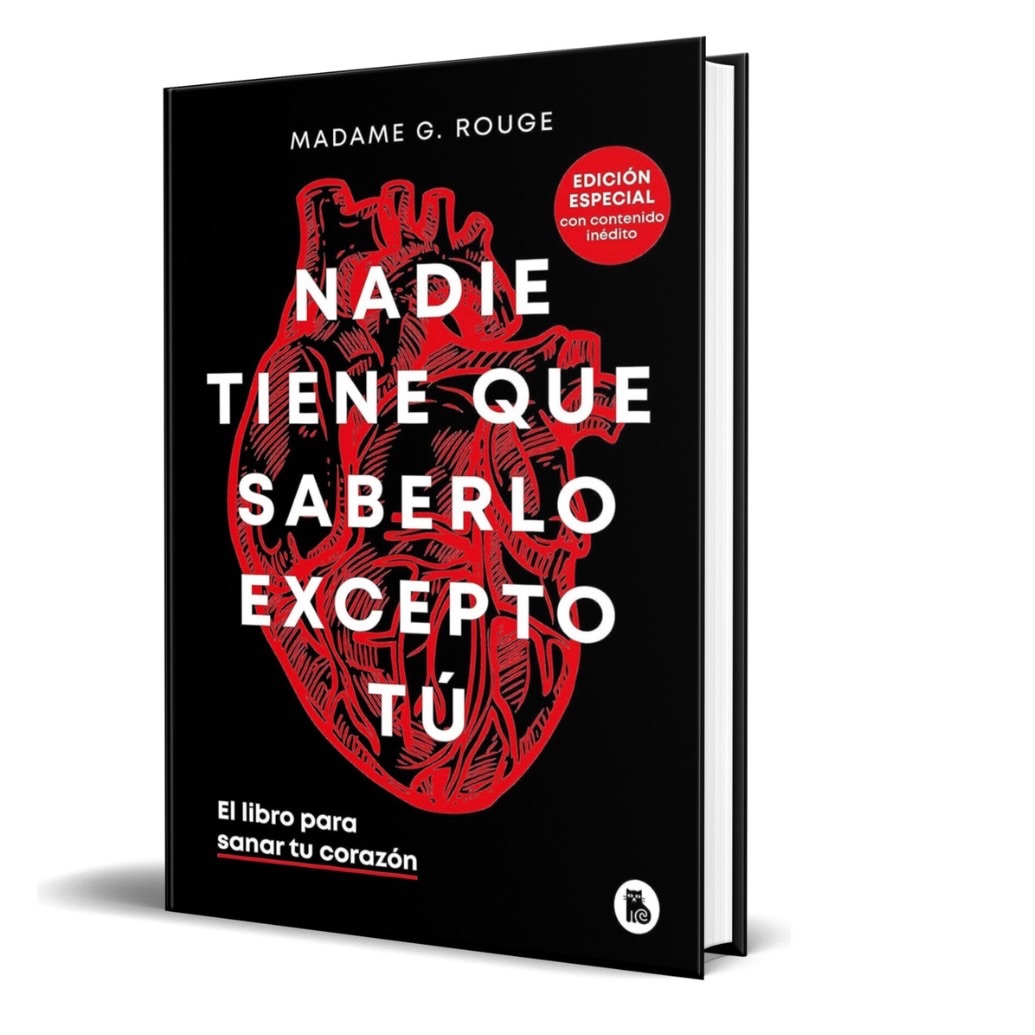 MADAME G. ROUGE
EDICIÓN
ESPECIAL
con contenido
inédito
NADIE
TIENE QUE
SABERLO
EXCEPTO
TÚ
El libro para
sanar tu corazón